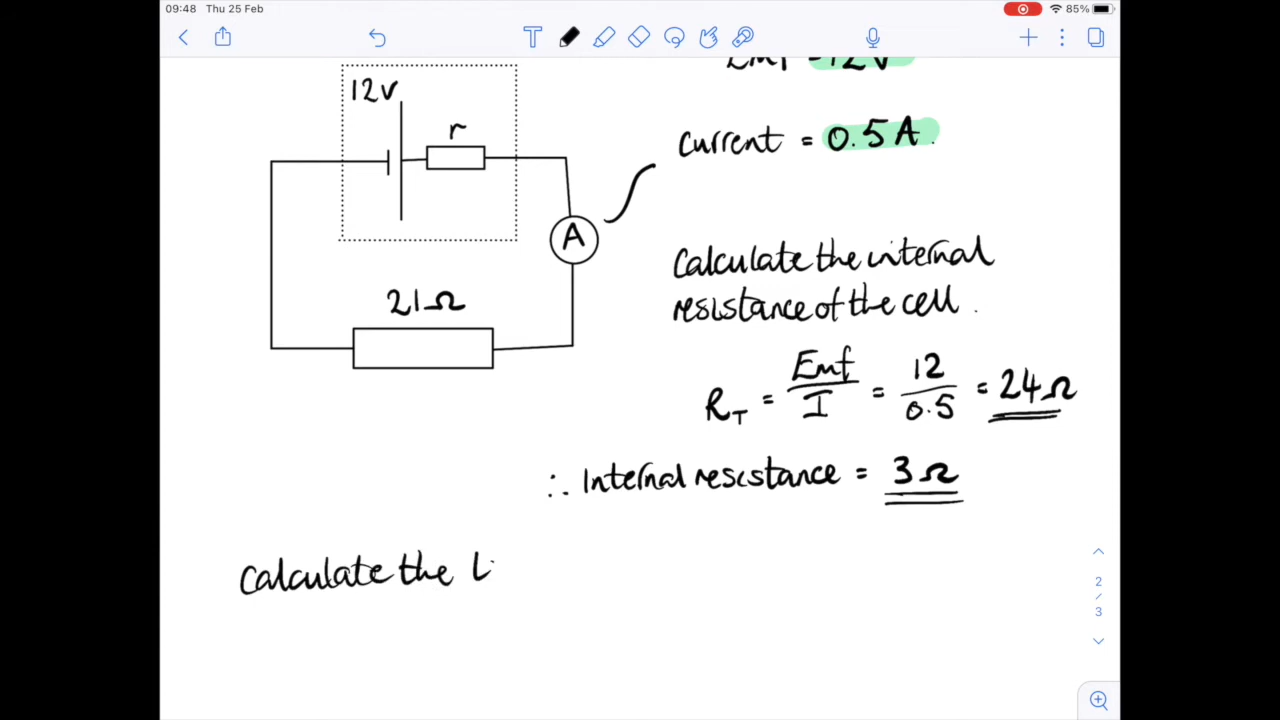 09:48 Thu 25 Feb
85%
T
Emf = 12V
12V
r
Current = 0.5A.
A
Calculate the internal
resistance of the cell.
21Ω
R_T = Emf/I = 12/0.5 = 24Ω
∴ Internal resistance = 3Ω
Calculate the l
2
/
3